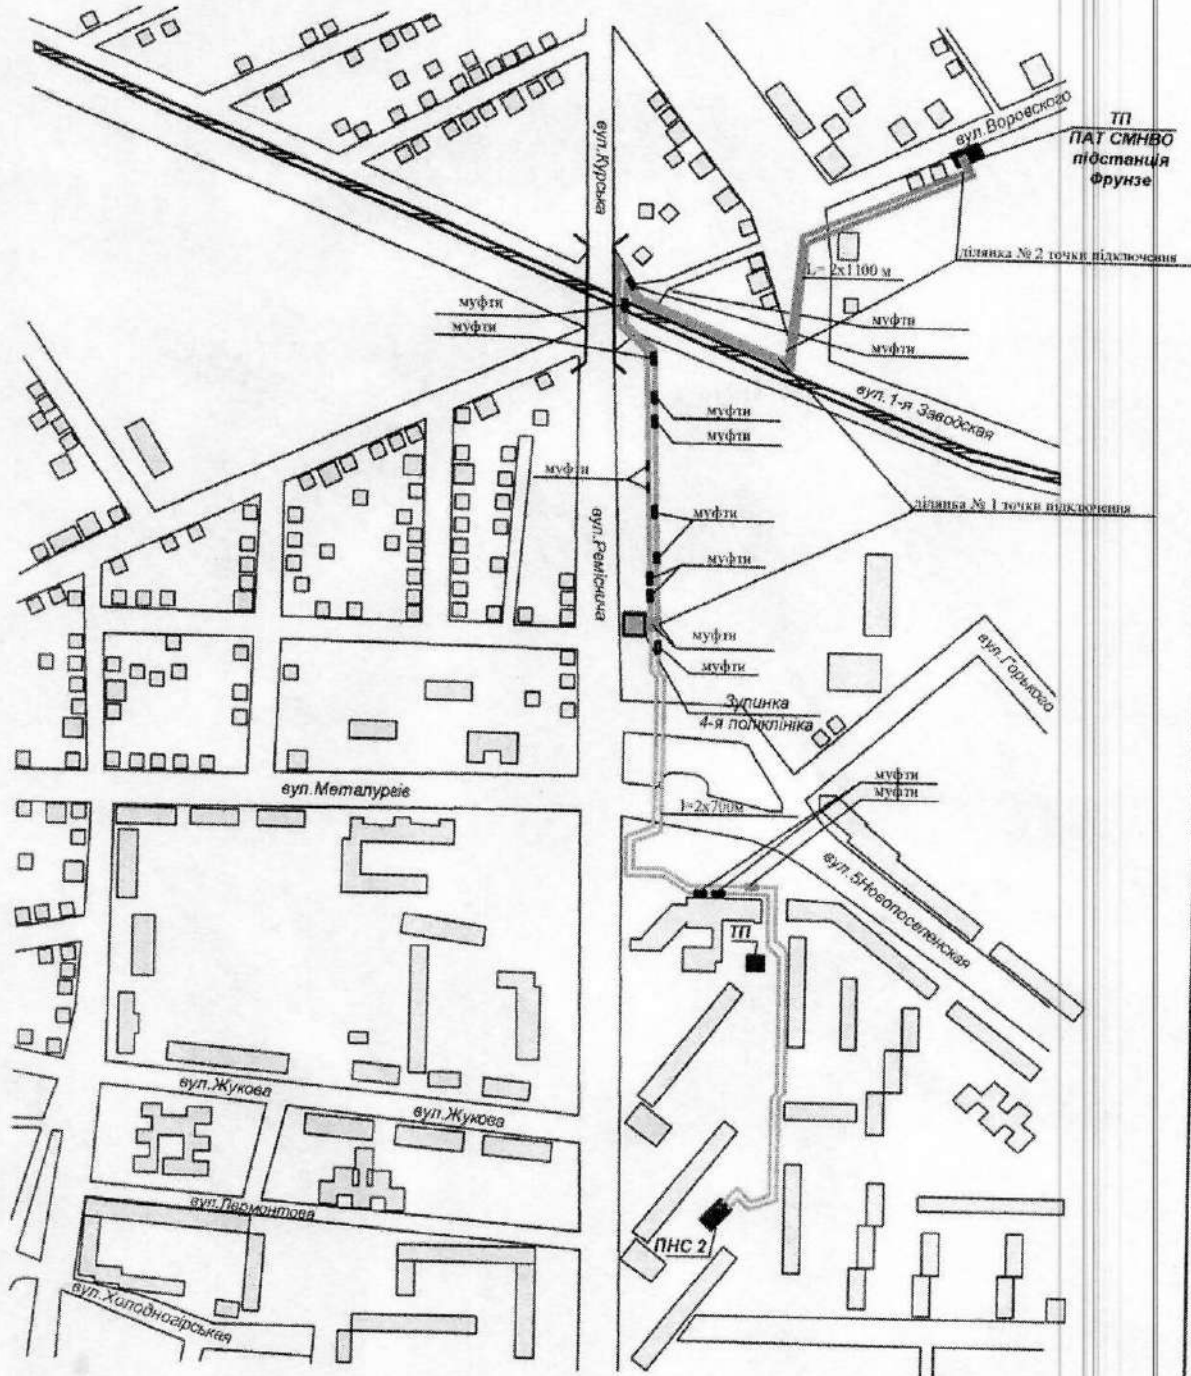 вул.Воровского
ТП
ПАТ СМНВО
підстанція
Фрунзе
вул.Курська
ділянка № 2 точки підключення
L= 2x1100 м
муфти
муфти
муфти
муфти
вул. 1-я Заводская
муфти
муфти
муфти
ділянка № 1 точки підключення
муфти
вул.Реміснича
муфти
муфти
муфти
вул.Горького
Зупинка
4-я поліклініка
муфти
муфти
вул.Металургів
l=2x700м
вул.5Новопоселенская
ТП
вул.Жукова
вул.Жукова
вул.Лермонтова
ПНС 2
вул.Холодногірська